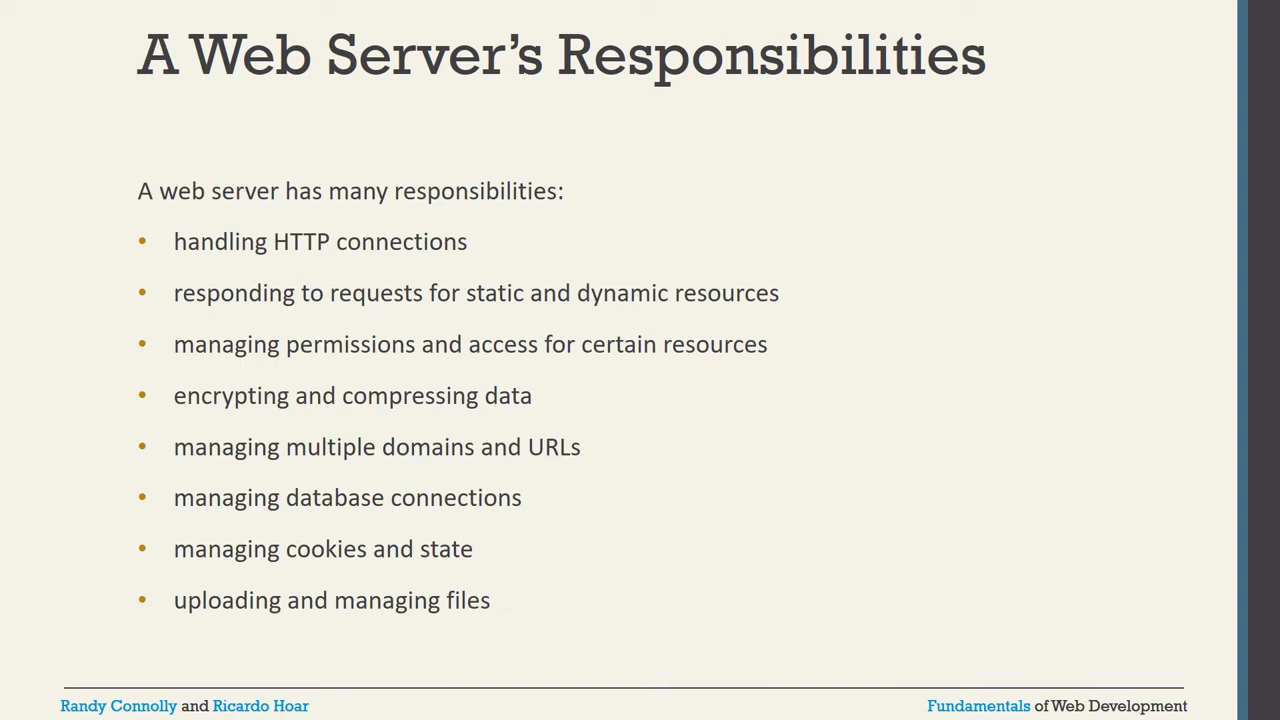 A Web Server’s Responsibilities
A web server has many responsibilities:
• handling HTTP connections
• responding to requests for static and dynamic resources
• managing permissions and access for certain resources
• encrypting and compressing data
• managing multiple domains and URLs
• managing database connections
• managing cookies and state
• uploading and managing files
Randy Connolly and Ricardo Hoar
Fundamentals of Web Development